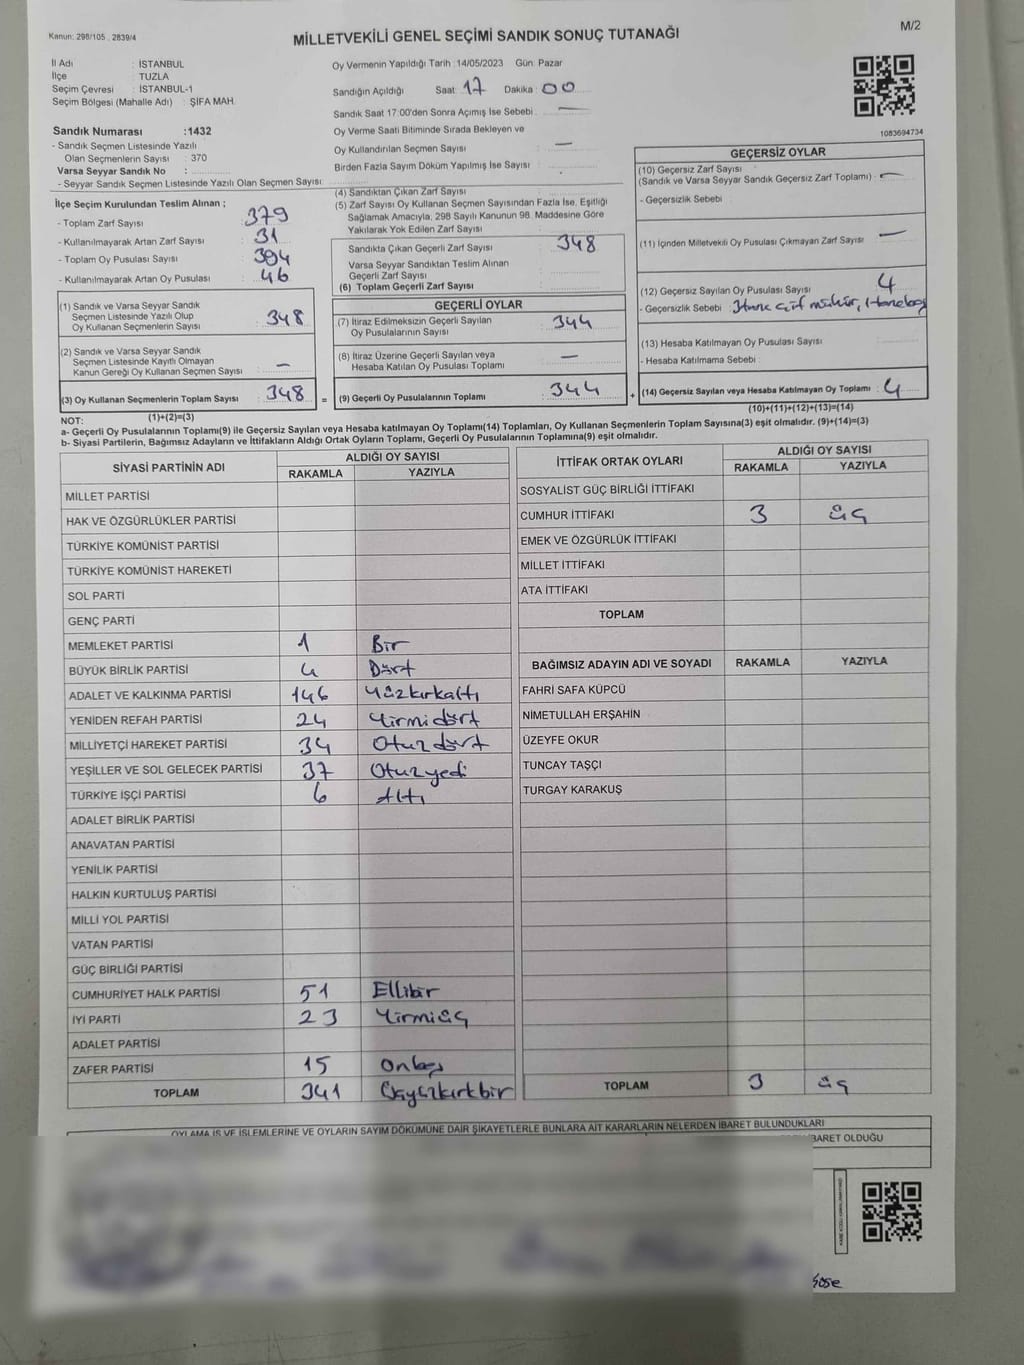 Kanun: 298/105 , 2839/4
MİLLETVEKİLİ GENEL SEÇİMİ SANDIK SONUÇ TUTANAĞI
M/2
İl Adı : İSTANBUL
İlçe : TUZLA
Seçim Çevresi : İSTANBUL-1
Seçim Bölgesi (Mahalle Adı) : ŞİFA MAH.
Oy Vermenin Yapıldığı Tarih :14/05/2023 Gün: Pazar
Sandığın Açıldığı Saat: 17 Dakika: 00
Sandık Saat 17.00'den Sonra Açımış İse Sebebi : —
Oy Verme Saati Bitiminde Sırada Bekleyen ve
Oy Kullandırılan Seçmen Sayısı : —
Birden Fazla Sayım Döküm Yapılmış İse Sayısı :
1083694734
Sandık Numarası :1432
- Sandık Seçmen Listesinde Yazılı
Olan Seçmenlerin Sayısı : 370
Varsa Seyyar Sandık No :
- Seyyar Sandık Seçmen Listesinde Yazılı Olan Seçmen Sayısı:
İlçe Seçim Kurulundan Teslim Alınan ;
- Toplam Zarf Sayısı : 379
- Kullanılmayarak Artan Zarf Sayısı : 31
- Toplam Oy Pusulası Sayısı : 394
- Kullanılmayarak Artan Oy Pusulası : 46
(1) Sandık ve Varsa Seyyar Sandık
Seçmen Listesinde Yazılı Olup
Oy Kullanan Seçmenlerin Sayısı : 348
(2) Sandık ve Varsa Seyyar Sandık
Seçmen Listesinde Kayıtlı Olmayan
Kanun Gereği Oy Kullanan Seçmen Sayısı : —
(3) Oy Kullanan Seçmenlerin Toplam Sayısı : 348
(1)+(2)=(3)
(4) Sandıktan Çıkan Zarf Sayısı
(5) Zarf Sayısı Oy Kullanan Seçmen Sayısından Fazla İse, Eşitliği
Sağlamak Amacıyla, 298 Sayılı Kanunun 98. Maddesine Göre
Yakılarak Yok Edilen Zarf Sayısı :
Sandıkta Çıkan Geçerli Zarf Sayısı : 348
Varsa Seyyar Sandıktan Teslim Alınan
Geçerli Zarf Sayısı
(6) Toplam Geçerli Zarf Sayısı :
GEÇERLİ OYLAR
(7) İtiraz Edilmeksizin Geçerli Sayılan
Oy Pusulalarının Sayısı : 344
(8) İtiraz Üzerine Geçerli Sayılan veya
Hesaba Katılan Oy Pusulası Toplamı : —
= (9) Geçerli Oy Pusulalarının Toplamı : 344
GEÇERSİZ OYLAR
(10) Geçersiz Zarf Sayısı
(Sandık ve Varsa Seyyar Sandık Geçersiz Zarf Toplamı) : —
- Geçersizlik Sebebi :
(11) İçinden Milletvekili Oy Pusulası Çıkmayan Zarf Sayısı : —
(12) Geçersiz Sayılan Oy Pusulası Sayısı : 4
- Geçersizlik Sebebi : çift mühür,
(13) Hesaba Katılmayan Oy Pusulası Sayısı :
- Hesaba Katılmama Sebebi :
+ (14) Geçersiz Sayılan veya Hesaba Katılmayan Oy Toplamı : 4
(10)+(11)+(12)+(13)=(14)
NOT:
a- Geçerli Oy Pusulalarının Toplamı(9) ile Geçersiz Sayılan veya Hesaba katılmayan Oy Toplamı(14) Toplamları, Oy Kullanan Seçmenlerin Toplam Sayısına(3) eşit olmalıdır. (9)+(14)=(3)
b- Siyasi Partilerin, Bağımsız Adayların ve İttifakların Aldığı Ortak Oyların Toplamı, Geçerli Oy Pusulalarının Toplamına(9) eşit olmalıdır.
SİYASİ PARTİNİN ADI
ALDIĞI OY SAYISI
RAKAMLA YAZIYLA
MİLLET PARTİSİ
HAK VE ÖZGÜRLÜKLER PARTİSİ
TÜRKİYE KOMÜNİST PARTİSİ
TÜRKİYE KOMÜNİST HAREKETİ
SOL PARTİ
GENÇ PARTİ
MEMLEKET PARTİSİ 1 Bir
BÜYÜK BİRLİK PARTİSİ 4 Dört
ADALET VE KALKINMA PARTİSİ 146 Yüzkırkaltı
YENİDEN REFAH PARTİSİ 24 Yirmidört
MİLLİYETÇİ HAREKET PARTİSİ 34 Otuzdört
YEŞİLLER VE SOL GELECEK PARTİSİ 37 Otuzyedi
TÜRKİYE İŞÇİ PARTİSİ 6 Altı
ADALET BİRLİK PARTİSİ
ANAVATAN PARTİSİ
YENİLİK PARTİSİ
HALKIN KURTULUŞ PARTİSİ
MİLLİ YOL PARTİSİ
VATAN PARTİSİ
GÜÇ BİRLİĞİ PARTİSİ
CUMHURİYET HALK PARTİSİ 51 Ellibir
İYİ PARTİ 23 Yirmiüç
ADALET PARTİSİ
ZAFER PARTİSİ 15 Onbeş
TOPLAM 341 Üçyüzkırkbir
İTTİFAK ORTAK OYLARI
ALDIĞI OY SAYISI
RAKAMLA YAZIYLA
SOSYALİST GÜÇ BİRLİĞİ İTTİFAKI
CUMHUR İTTİFAKI 3 üç
EMEK VE ÖZGÜRLÜK İTTİFAKI
MİLLET İTTİFAKI
ATA İTTİFAKI
TOPLAM
BAĞIMSIZ ADAYIN ADI VE SOYADI RAKAMLA YAZIYLA
FAHRİ SAFA KÜPCÜ
NİMETULLAH ERŞAHİN
ÜZEYFE OKUR
TUNCAY TAŞÇI
TURGAY KARAKUŞ
TOPLAM 3 üç
OYLAMA İŞ VE İŞLEMLERİNE VE OYLARIN SAYIM DÖKÜMÜNE DAİR ŞİKAYETLERLE BUNLARA AİT KARARLARIN NELERDEN İBARET BULUNDUKLARI
BARET OLDUĞU